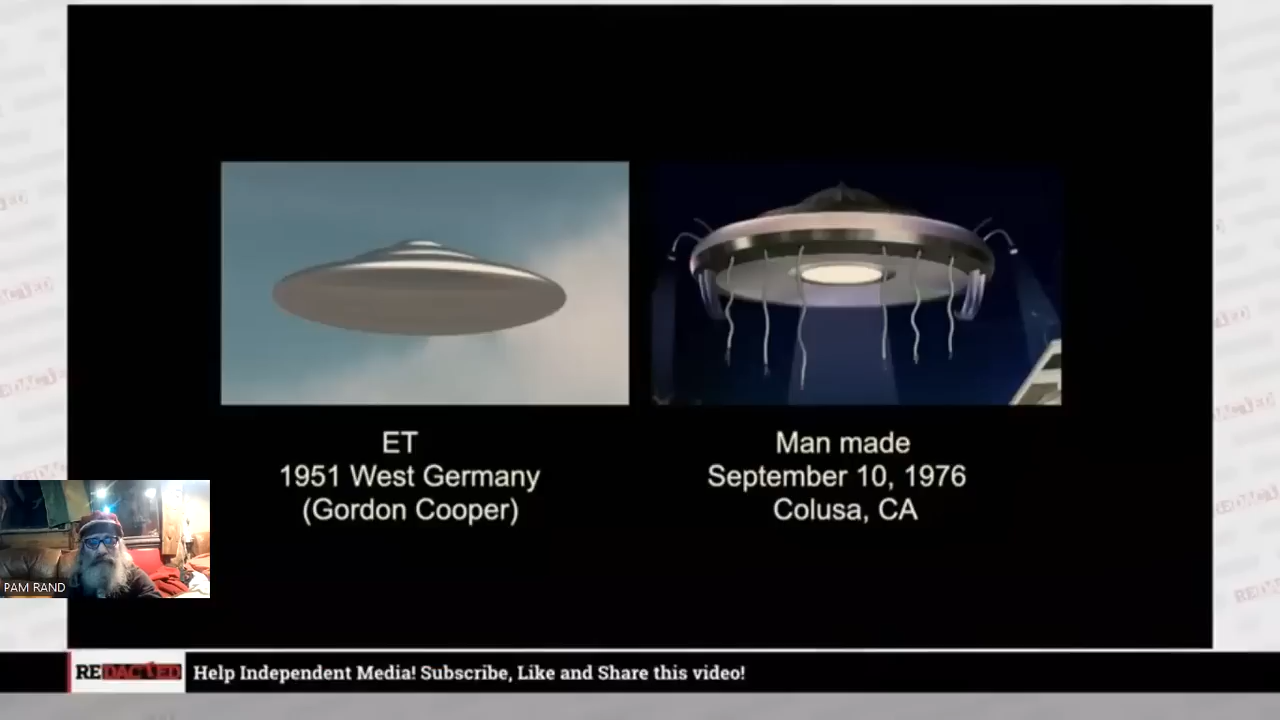 ET
1951 West Germany
(Gordon Cooper)
Man made
September 10, 1976
Colusa, CA
PAM RAND
REDACTED Help Independent Media! Subscribe, Like and Share this video!